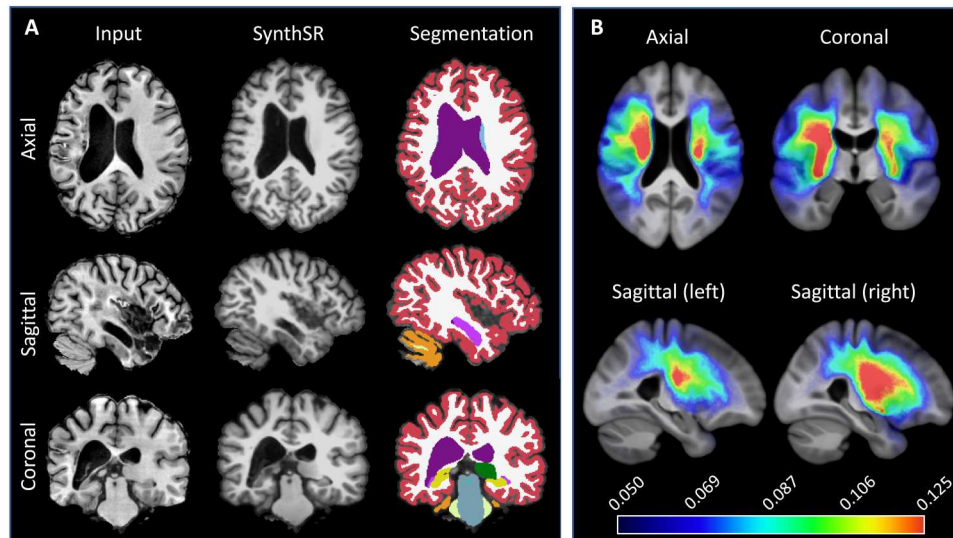 A
Input
SynthSR
Segmentation
Axial
Sagittal
Coronal
B
Axial
Coronal
Sagittal (left)
Sagittal (right)
0.050
0.069
0.087
0.106
0.125